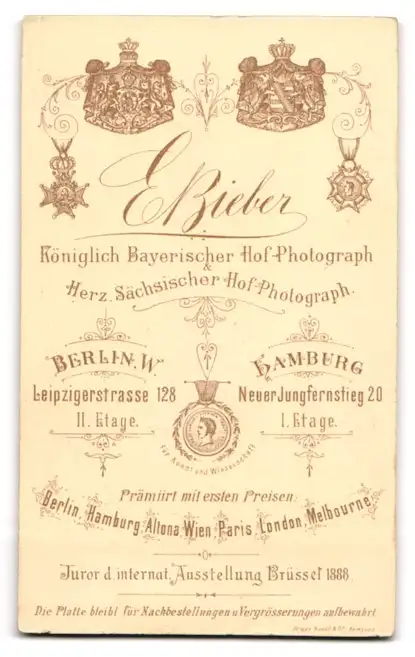 E Bieber
Königlich Bayerischer Hof-Photograph
&
Herz. Sächsischer Hof-Photograph.
BERLIN. W.
Leipzigerstrasse 128
II. Etage.
HAMBURG
Neuer Jungfernstieg 20
I. Etage.
Für Kunst und Wissenschaft
Prämiirt mit ersten Preisen:
Berlin, Hamburg, Altona, Wien, Paris, London, Melbourne
Juror d. internat. Ausstellung Brüssel 1888.
Die Platte bleibt für Nachbestellungen u Vergrösserungen aufbewahrt